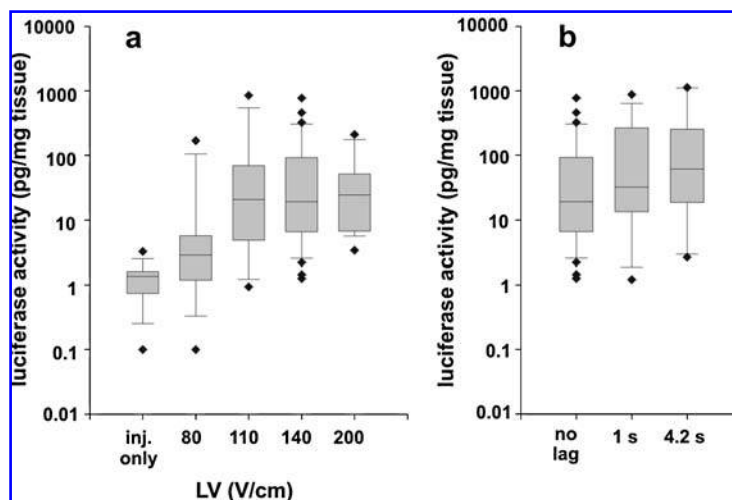 a
luciferase activity (pg/mg tissue)
10000
1000
100
10
1
0.1
0.01
inj. only
80
110
140
200
LV (V/cm)
b
luciferase activity (pg/mg tissue)
10000
1000
100
10
1
0.1
0.01
no lag
1 s
4.2 s